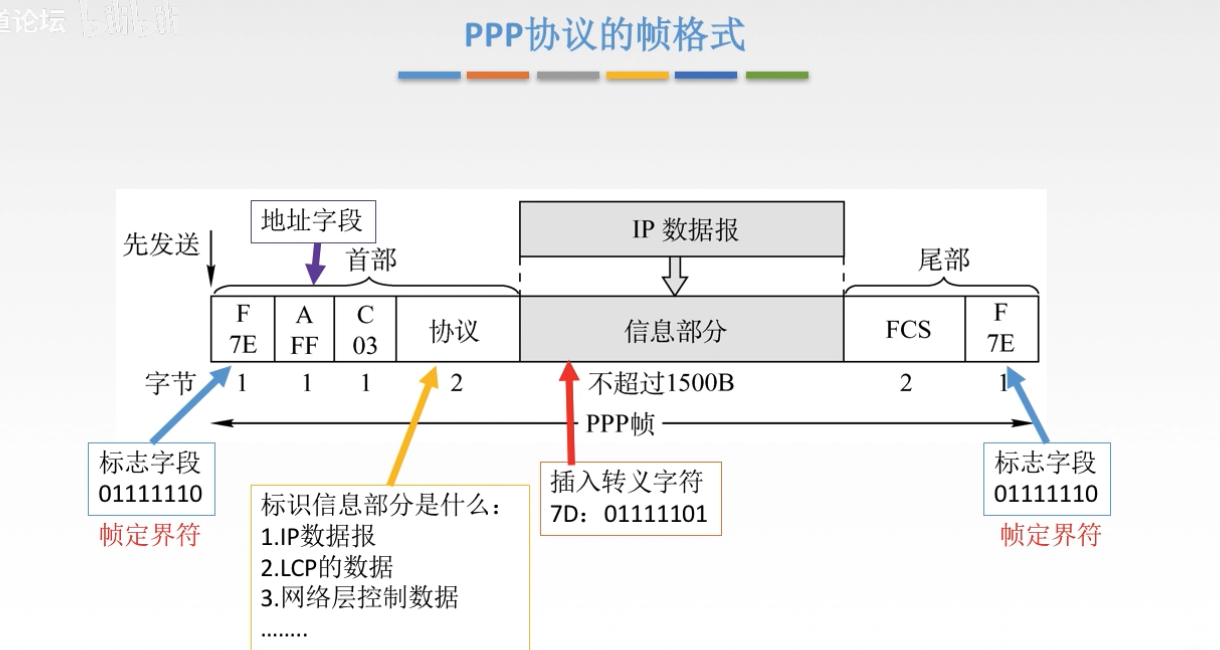 道论坛
bilibili
PPP协议的帧格式
地址字段
IP 数据报
先发送
首部
尾部
F
7E
A
FF
C
03
协议
信息部分
FCS
F
7E
字节
1
1
1
2
不超过1500B
2
1
PPP帧
标志字段
01111110
帧定界符
标识信息部分是什么：
1.IP数据报
2.LCP的数据
3.网络层控制数据
........
插入转义字符
7D：01111101
标志字段
01111110
帧定界符